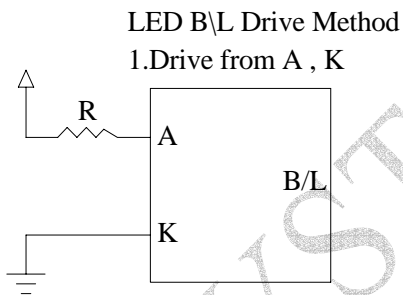 LED B\L Drive Method
1.Drive from A , K
R
A
B/L
K